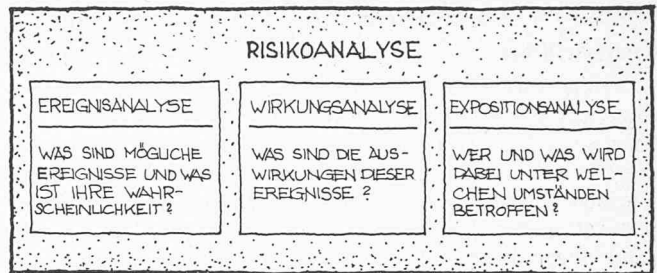 RISIKOANALYSE
EREIGNISANALYSE
WAS SIND MÖGLICHE
EREIGNISSE UND WAS
IST IHRE WAHR-
SCHEINLICHKEIT?
WIRKUNGSANALYSE
WAS SIND DIE AUS-
WIRKUNGEN DIESER
EREIGNISSE ?
EXPOSITIONSANALYSE
WER UND WAS WIRD
DABEI UNTER WEL-
CHEN UMSTÄNDEN
BETROFFEN?